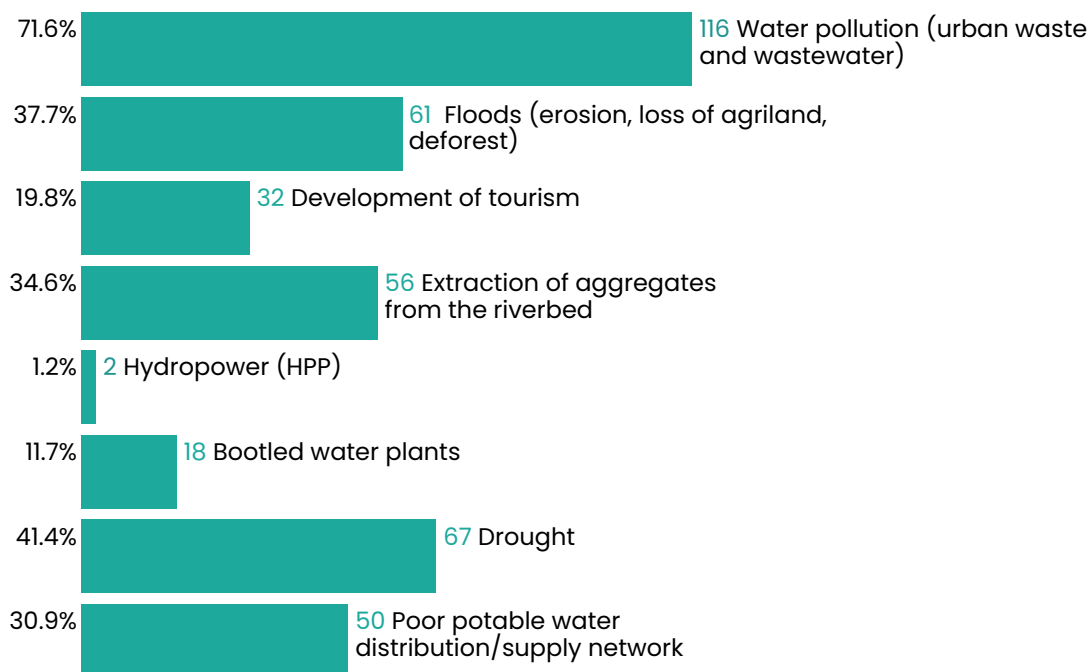 71.6% 116 Water pollution (urban waste
and wastewater)
37.7% 61 Floods (erosion, loss of agriland,
deforest)
19.8% 32 Development of tourism
34.6% 56 Extraction of aggregates
from the riverbed
1.2% 2 Hydropower (HPP)
11.7% 18 Bootled water plants
41.4% 67 Drought
30.9% 50 Poor potable water
distribution/supply network